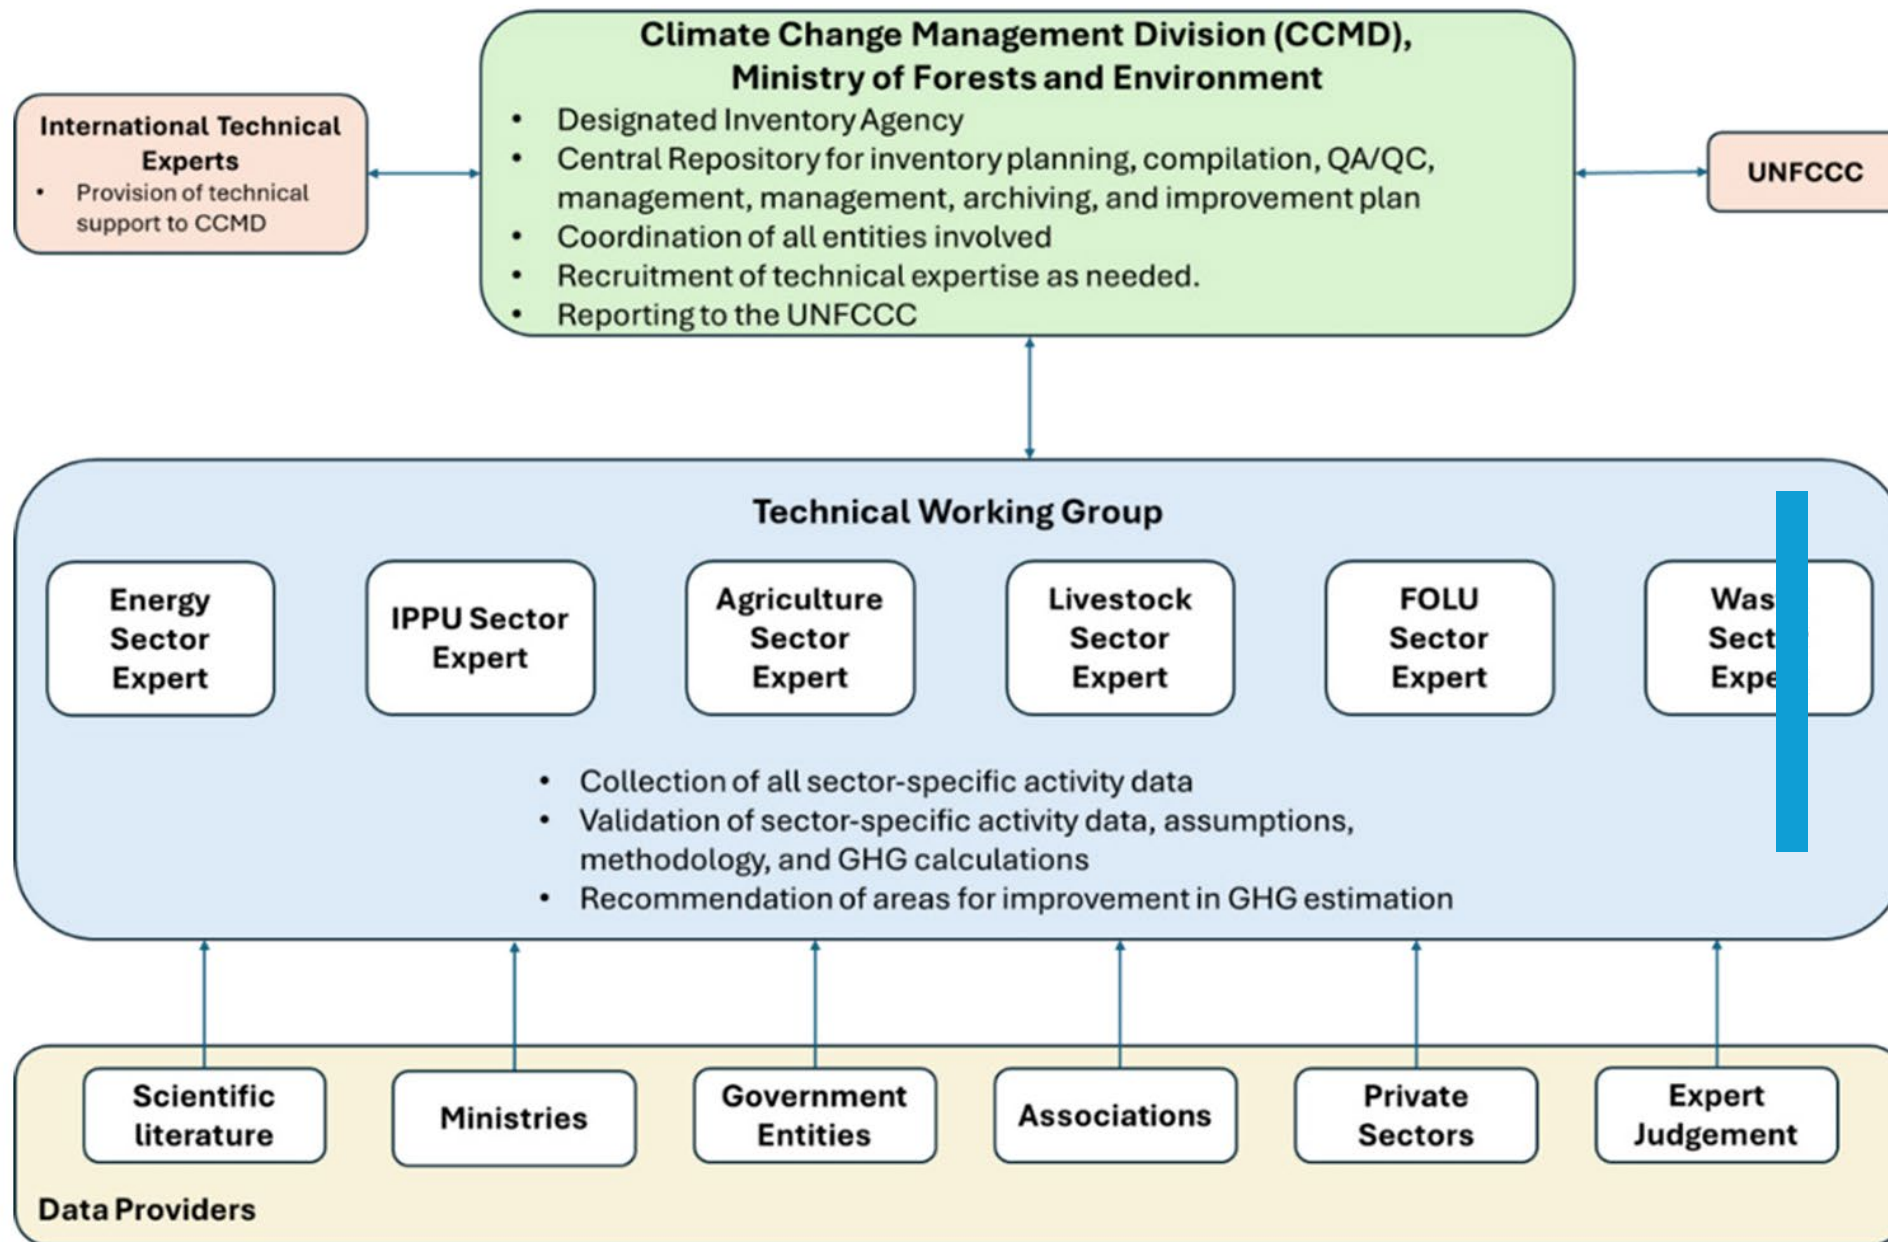 Climate Change Management Division (CCMD),
Ministry of Forests and Environment
• Designated Inventory Agency
• Central Repository for inventory planning, compilation, QA/QC,
management, management, archiving, and improvement plan
• Coordination of all entities involved
• Recruitment of technical expertise as needed.
• Reporting to the UNFCCC
International Technical
Experts
• Provision of technical
support to CCMD
UNFCCC
Technical Working Group
Energy
Sector
Expert
IPPU Sector
Expert
Agriculture
Sector
Expert
Livestock
Sector
Expert
FOLU
Sector
Expert
• Collection of all sector-specific activity data
• Validation of sector-specific activity data, assumptions,
methodology, and GHG calculations
• Recommendation of areas for improvement in GHG estimation
Scientific
literature
Ministries
Government
Entities
Associations
Private
Sectors
Expert
Judgement
Data Providers